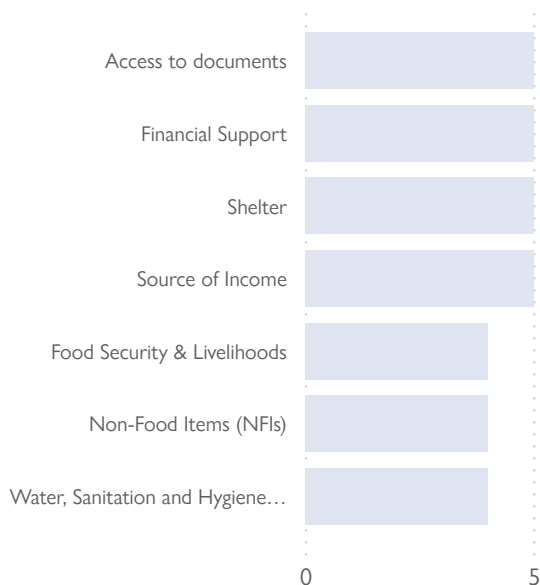 Access to documents
Financial Support
Shelter
Source of Income
Food Security & Livelihoods
Non-Food Items (NFIs)
Water, Sanitation and Hygiene…
0 5